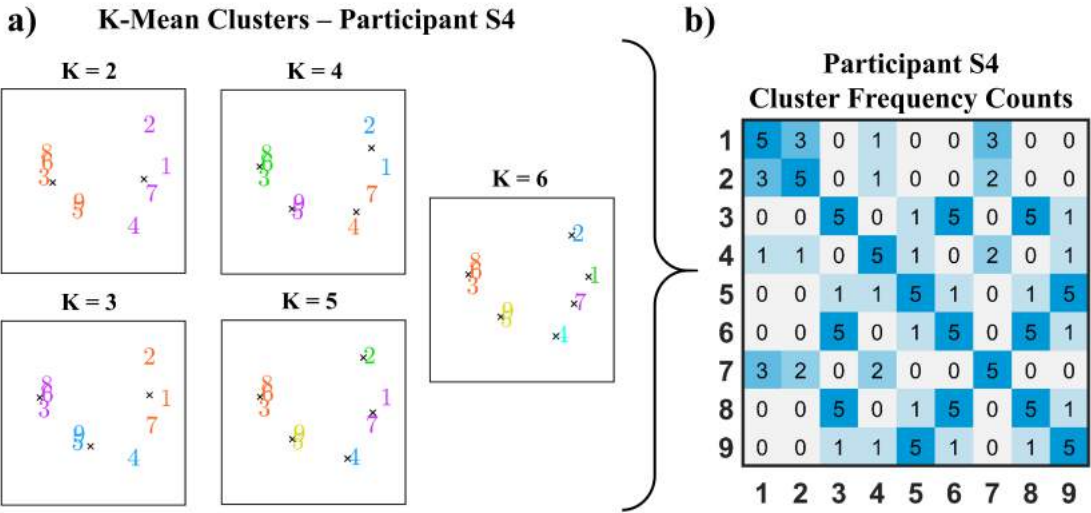 a) K-Mean Clusters – Participant S4
K = 2
2
8
6
3
1
7
9
5
4
K = 4
2
8
6
3
1
7
9
5
4
K = 6
2
8
6
3
1
7
9
5
4
K = 3
2
8
6
3
1
7
9
5
4
K = 5
2
8
6
3
1
7
9
5
4
b)
Participant S4
Cluster Frequency Counts
1 5 3 0 1 0 0 3 0 0
2 3 5 0 1 0 0 2 0 0
3 0 0 5 0 1 5 0 5 1
4 1 1 0 5 1 0 2 0 1
5 0 0 1 1 5 1 0 1 5
6 0 0 5 0 1 5 0 5 1
7 3 2 0 2 0 0 5 0 0
8 0 0 5 0 1 5 0 5 1
9 0 0 1 1 5 1 0 1 5
1 2 3 4 5 6 7 8 9